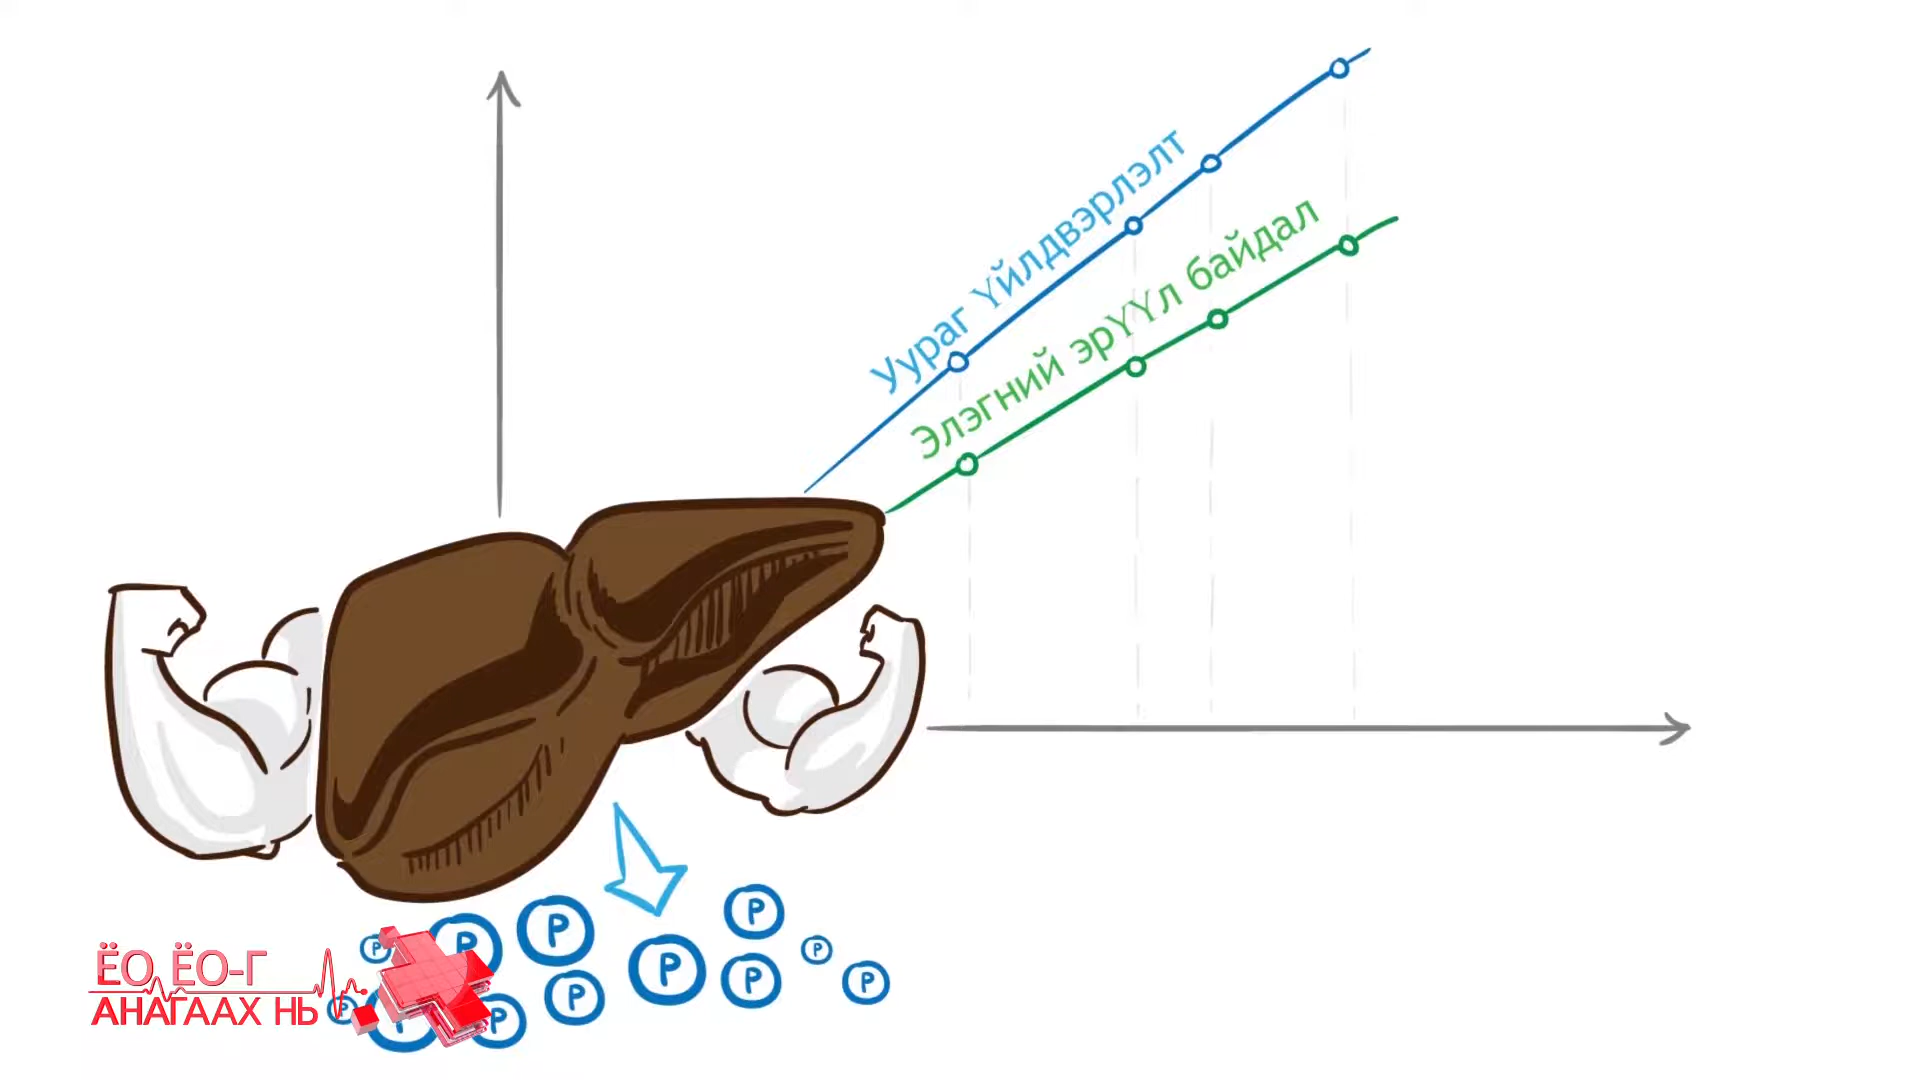 Уураг Үйлдвэрлэлт
Элэгний эрҮҮл байдал
P P P P
P P P P
P P P
ЁО ЁО-Г
АНАГААХ НЬ